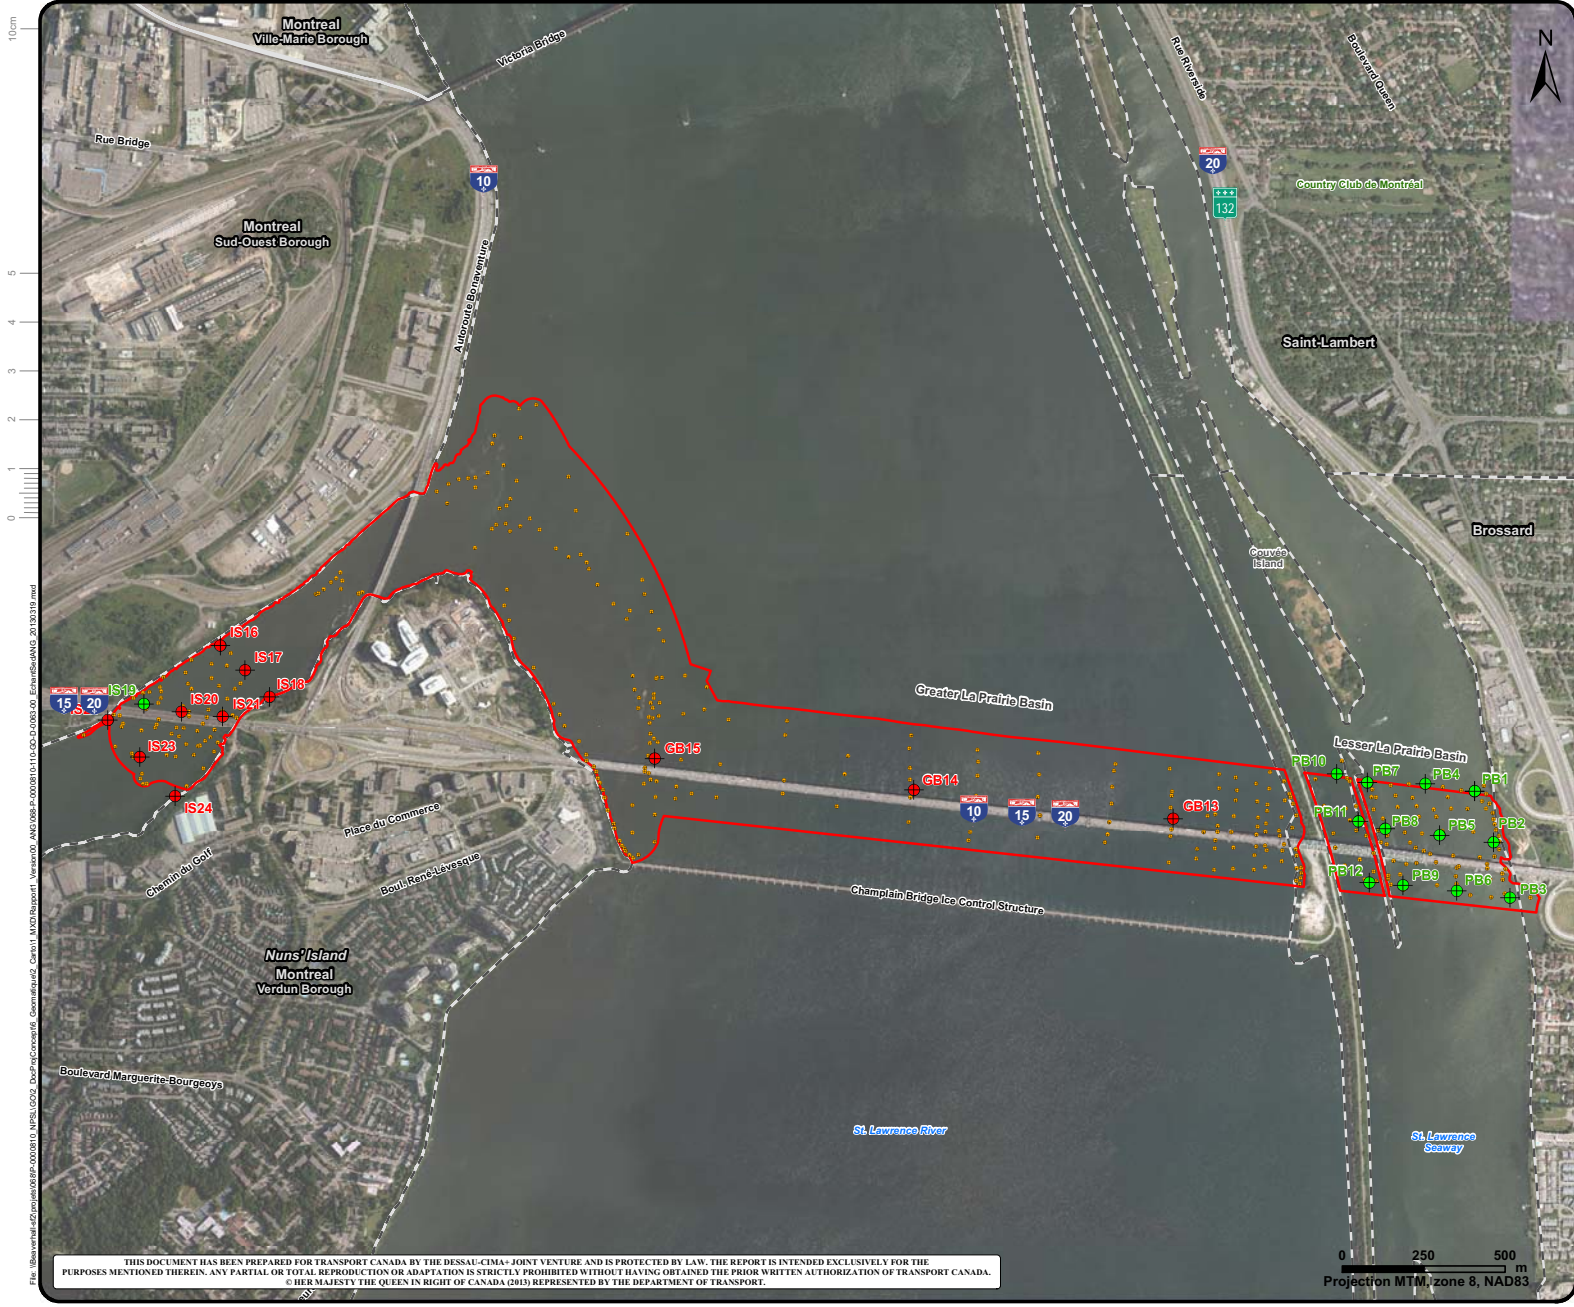 10cm
5
4
3
2
1
0
Montreal
Ville-Marie Borough
Victoria Bridge
Rue Bridge
10
Montreal
Sud-Ouest Borough
Autoroute Bonaventure
Rue Riverside
Boulevard Queen
N
20
132
Country Club de Montréal
Saint-Lambert
Brossard
Couvée
Island
IS16
IS17
IS18
IS19
15
20
IS20
IS21
IS23
IS24
GB15
GB14
GB13
Greater La Prairie Basin
Lesser La Prairie Basin
10
15
20
PB10
PB7
PB4
PB1
PB11
PB8
PB5
PB2
PB12
PB9
PB6
PB3
Place du Commerce
Chemin du Golf
Boul. René-Lévesque
Champlain Bridge Ice Control Structure
Nuns' Island
Montreal
Verdun Borough
Boulevard Marguerite-Bourgeoys
St. Lawrence River
St. Lawrence
Seaway
THIS DOCUMENT HAS BEEN PREPARED FOR TRANSPORT CANADA BY THE DESSAU-CIMA+ JOINT VENTURE AND IS PROTECTED BY LAW. THE REPORT IS INTENDED EXCLUSIVELY FOR THE
PURPOSES MENTIONED THEREIN. ANY PARTIAL OR TOTAL REPRODUCTION OR ADAPTATION IS STRICTLY PROHIBITED WITHOUT HAVING OBTAINED THE PRIOR WRITTEN AUTHORIZATION OF TRANSPORT CANADA.
© HER MAJESTY THE QUEEN IN RIGHT OF CANADA (2013) REPRESENTED BY THE DEPARTMENT OF TRANSPORT.
0 250 500
m
Projection MTM, zone 8, NAD83